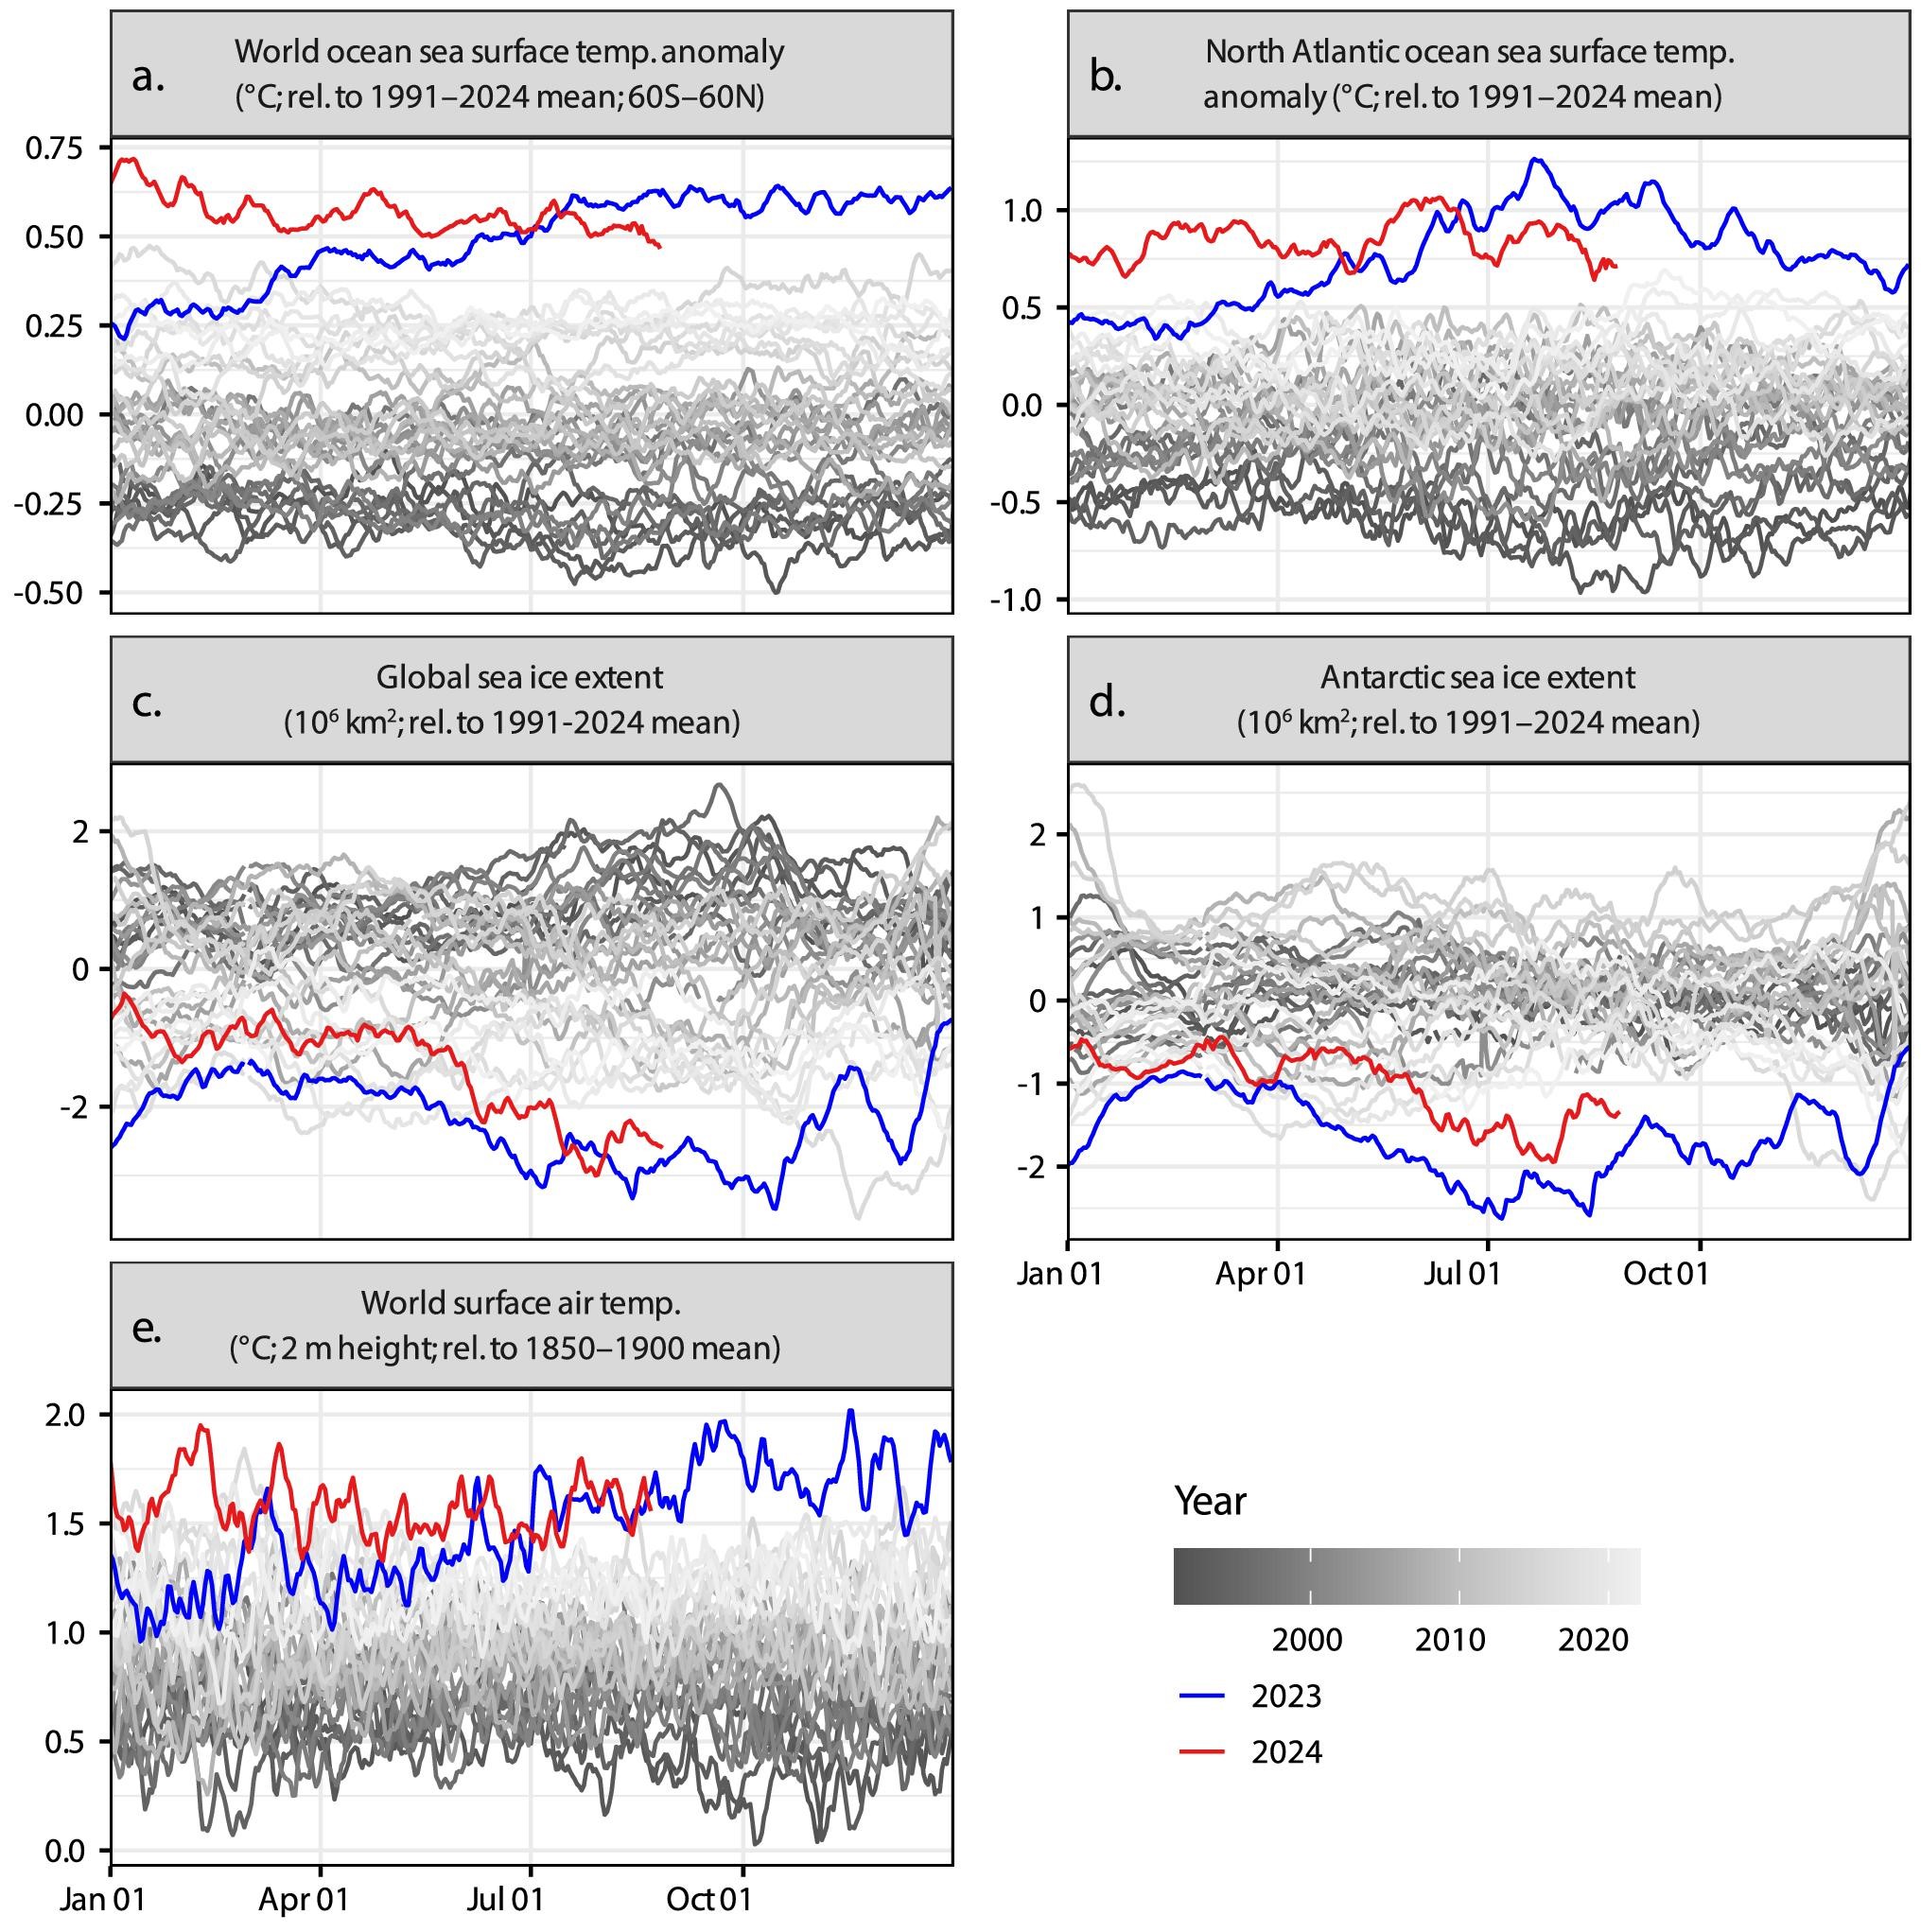 a.
World ocean sea surface temp. anomaly
(°C; rel. to 1991–2024 mean; 60S–60N)
0.75
0.50
0.25
0.00
-0.25
-0.50
b.
North Atlantic ocean sea surface temp.
anomaly (°C; rel. to 1991–2024 mean)
1.0
0.5
0.0
-0.5
-1.0
c.
Global sea ice extent
(10⁶ km²; rel. to 1991-2024 mean)
2
0
-2
d.
Antarctic sea ice extent
(10⁶ km²; rel. to 1991–2024 mean)
2
1
0
-1
-2
Jan 01 Apr 01 Jul 01 Oct 01
e.
World surface air temp.
(°C; 2 m height; rel. to 1850–1900 mean)
2.0
1.5
1.0
0.5
0.0
Jan 01 Apr 01 Jul 01 Oct 01
Year
2000 2010 2020
2023
2024